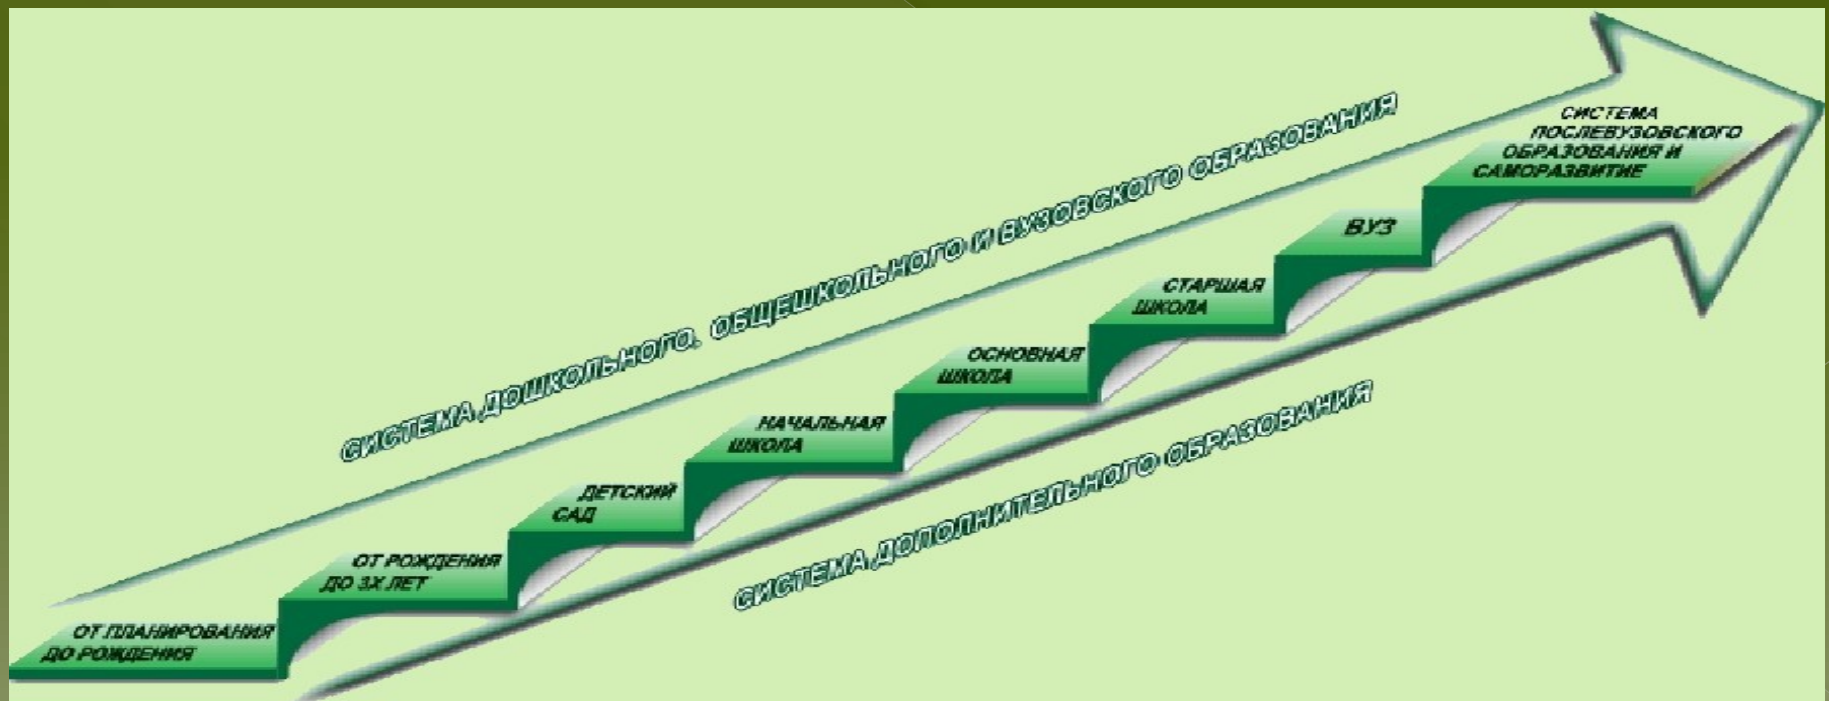 СИСТЕМА ДОШКОЛЬНОГО, ОБЩЕШКОЛЬНОГО И ВУЗОВСКОГО ОБРАЗОВАНИЯ
СИСТЕМА
ПОСЛЕВУЗОВСКОГО
ОБРАЗОВАНИЯ И
САМОРАЗВИТИЕ
ВУЗ
СТАРШАЯ
ШКОЛА
ОСНОВНАЯ
ШКОЛА
НАЧАЛЬНАЯ
ШКОЛА
ДЕТСКИЙ
САД
ОТ РОЖДЕНИЯ
ДО 3Х ЛЕТ
ОТ ПЛАНИРОВАНИЯ
ДО РОЖДЕНИЯ
СИСТЕМА ДОПОЛНИТЕЛЬНОГО ОБРАЗОВАНИЯ